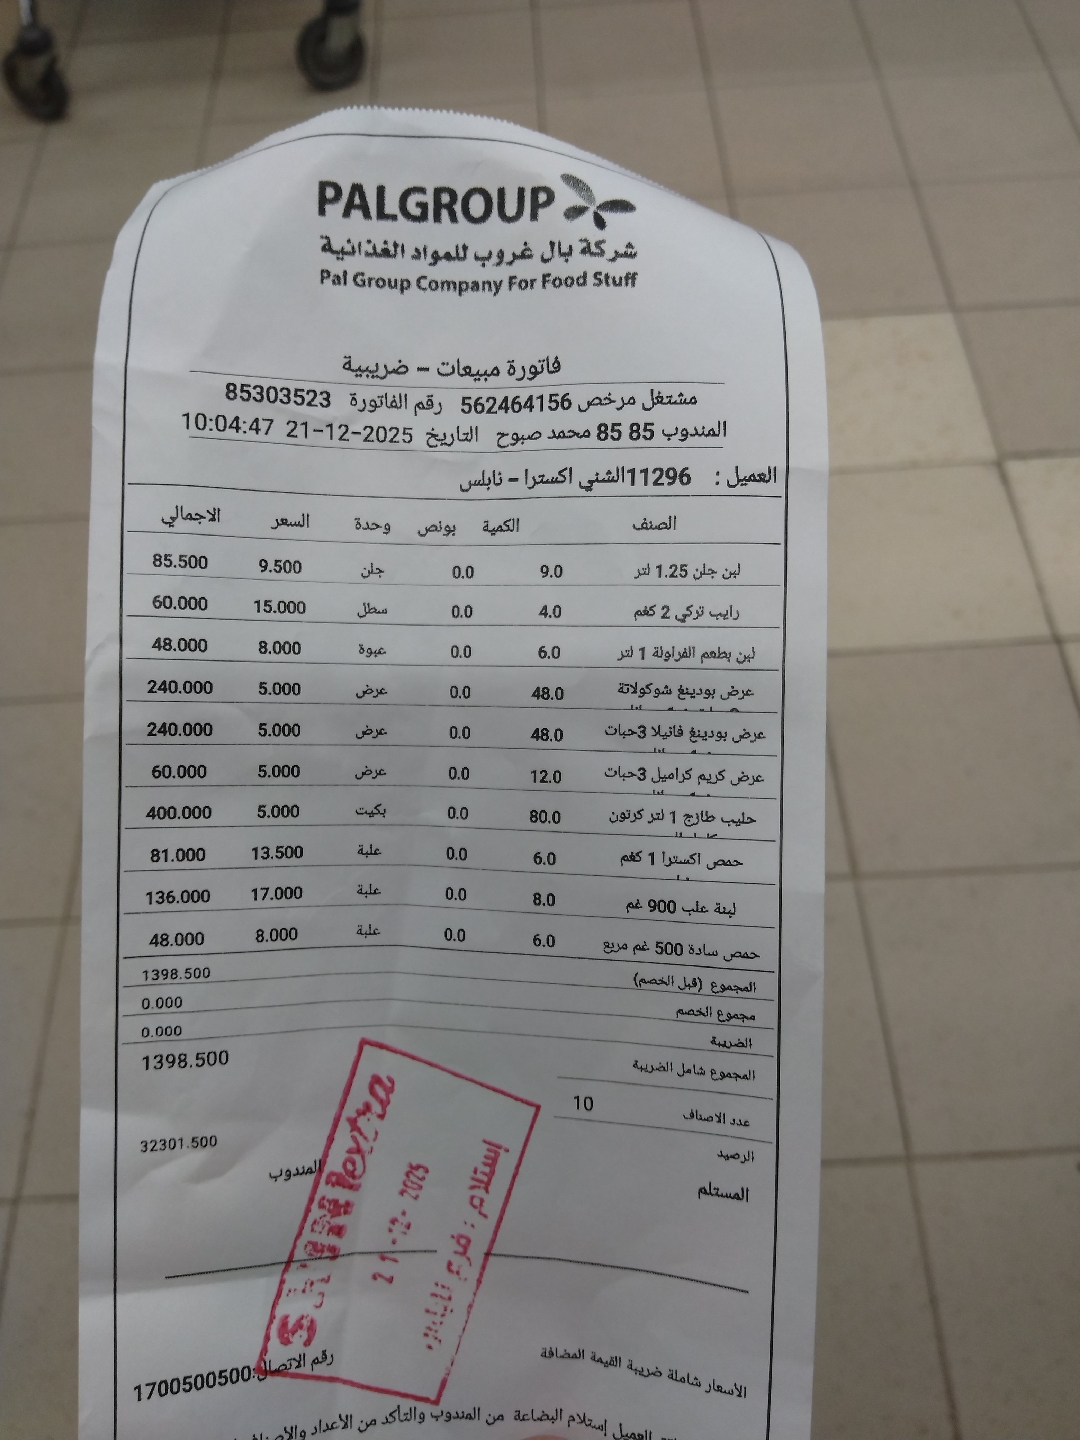 PALGROUP
شركة بال غروب للمواد الغذائية
Pal Group Company For Food Stuff
فاتورة مبيعات - ضريبية
مشتغل مرخص 562464156 رقم الفاتورة 85303523
المندوب 85 85 محمد صبوح التاريخ 21-12-2025 10:04:47
العميل : 11296الشني اكسترا - نابلس
الصنف الكمية بونص وحدة السعر الاجمالي
لبن جلن 1.25 لتر 9.0 0.0 جلن 9.500 85.500
رايب تركي 2 كغم 4.0 0.0 سطل 15.000 60.000
لبن بطعم الفراولة 1 لتر 6.0 0.0 عبوة 8.000 48.000
عرض بودينغ شوكولاتة 48.0 0.0 عرض 5.000 240.000
عرض بودينغ فانيلا 3حبات 48.0 0.0 عرض 5.000 240.000
عرض كريم كراميل 3حبات 12.0 0.0 عرض 5.000 60.000
حليب طازج 1 لتر كرتون 80.0 0.0 بكيت 5.000 400.000
حمص اكسترا 1 كغم 6.0 0.0 علبة 13.500 81.000
لبنة علب 900 غم 8.0 0.0 علبة 17.000 136.000
حمص سادة 500 غم مربع 6.0 0.0 علبة 8.000 48.000
المجموع (قبل الخصم) 1398.500
مجموع الخصم 0.000
الضريبة 0.000
المجموع شامل الضريبة 1398.500
عدد الاصناف 10
الرصيد 32301.500
المستلم المندوب
extra
21-12-2025
إستلام : فرع نابلس
الأسعار شاملة ضريبة القيمة المضافة رقم الاتصال:1700500500
العميل إستلام البضاعة من المندوب والتأكد من الأعداد